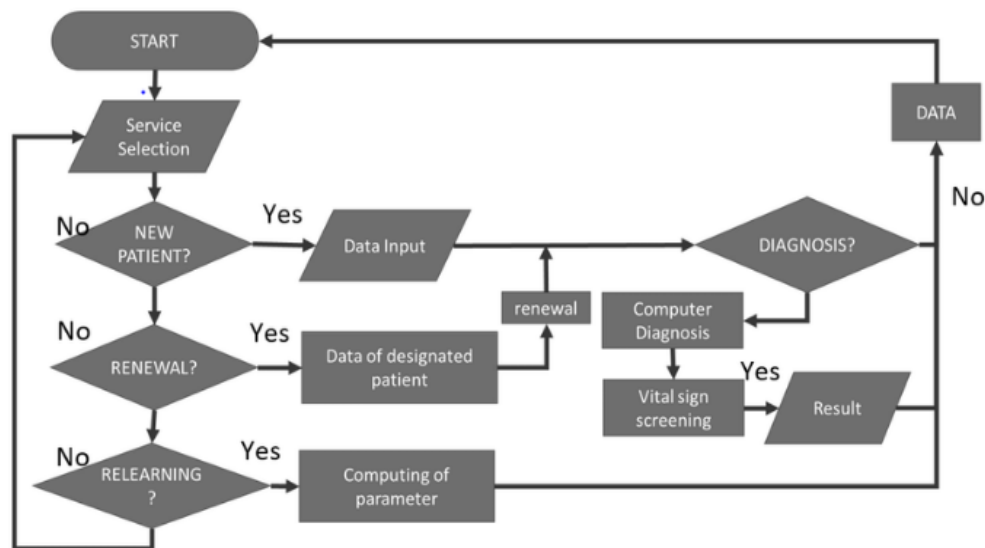 START
Service
Selection
No
NEW
PATIENT?
Yes
Data Input
DIAGNOSIS?
No
DATA
No
RENEWAL?
Yes
Data of designated
patient
renewal
Computer
Diagnosis
Vital sign
screening
Yes
Result
No
RELEARNING
?
Yes
Computing of
parameter